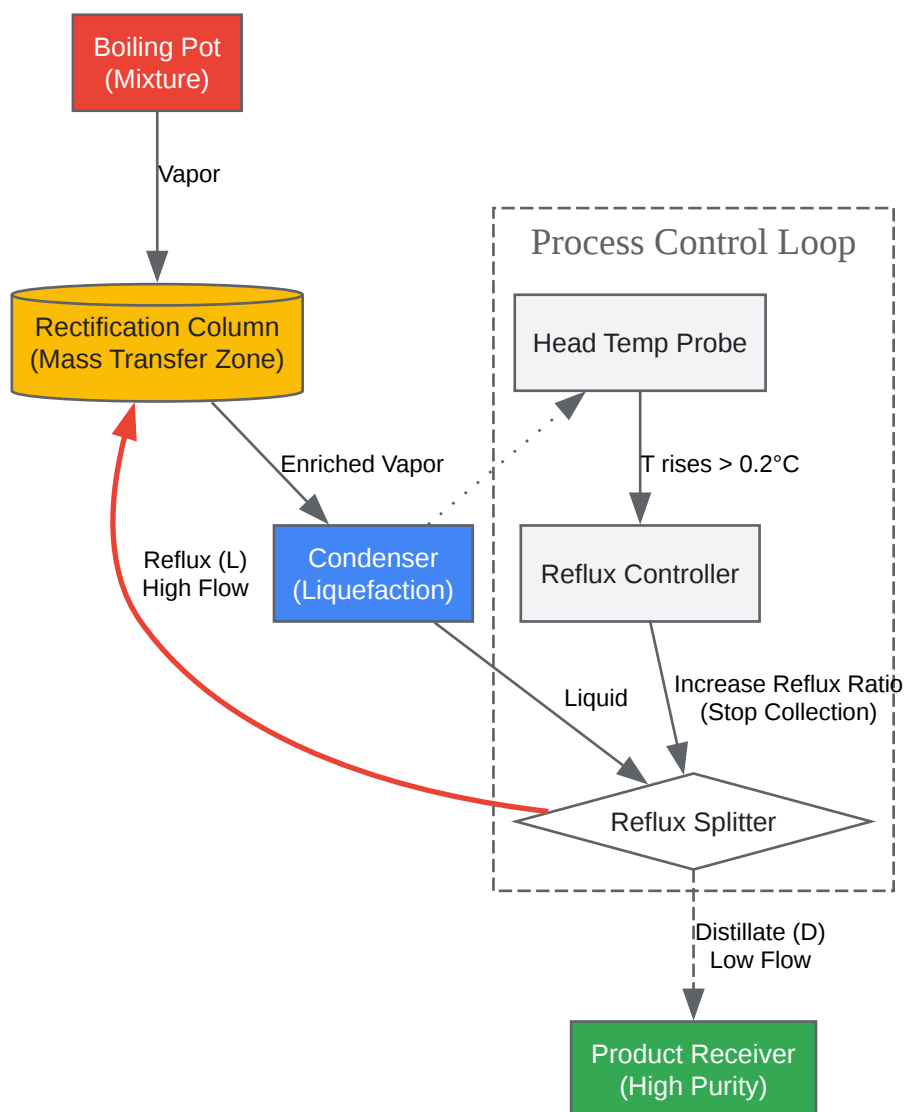 Boiling Pot
(Mixture)
Vapor
Process Control Loop
Rectification Column
(Mass Transfer Zone)
Head Temp Probe
Enriched Vapor
T rises > 0.2°C
Reflux (L)
High Flow
Condenser
(Liquefaction)
Reflux Controller
Liquid
Increase Reflux Ratio
(Stop Collection)
Reflux Splitter
Distillate (D)
Low Flow
Product Receiver
(High Purity)